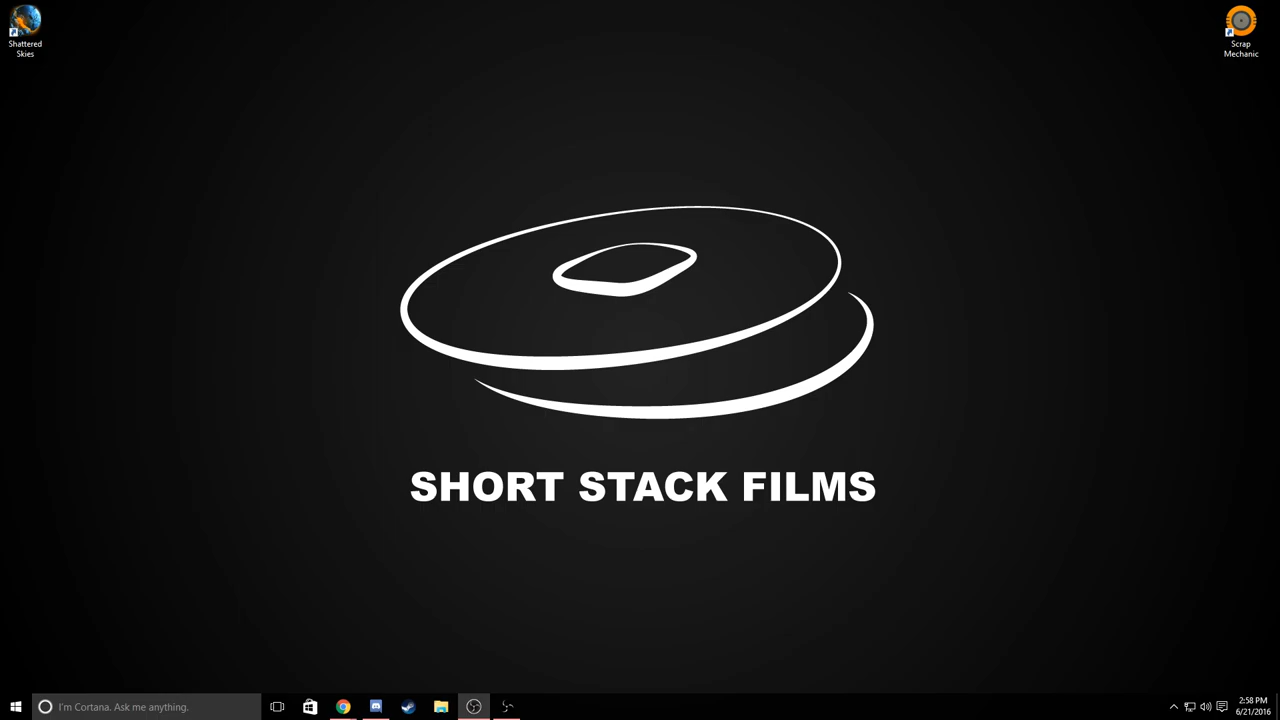 Shattered
Skies
Scrap
Mechanic
SHORT STACK FILMS
I'm Cortana. Ask me anything.
2:58 PM
6/21/2016